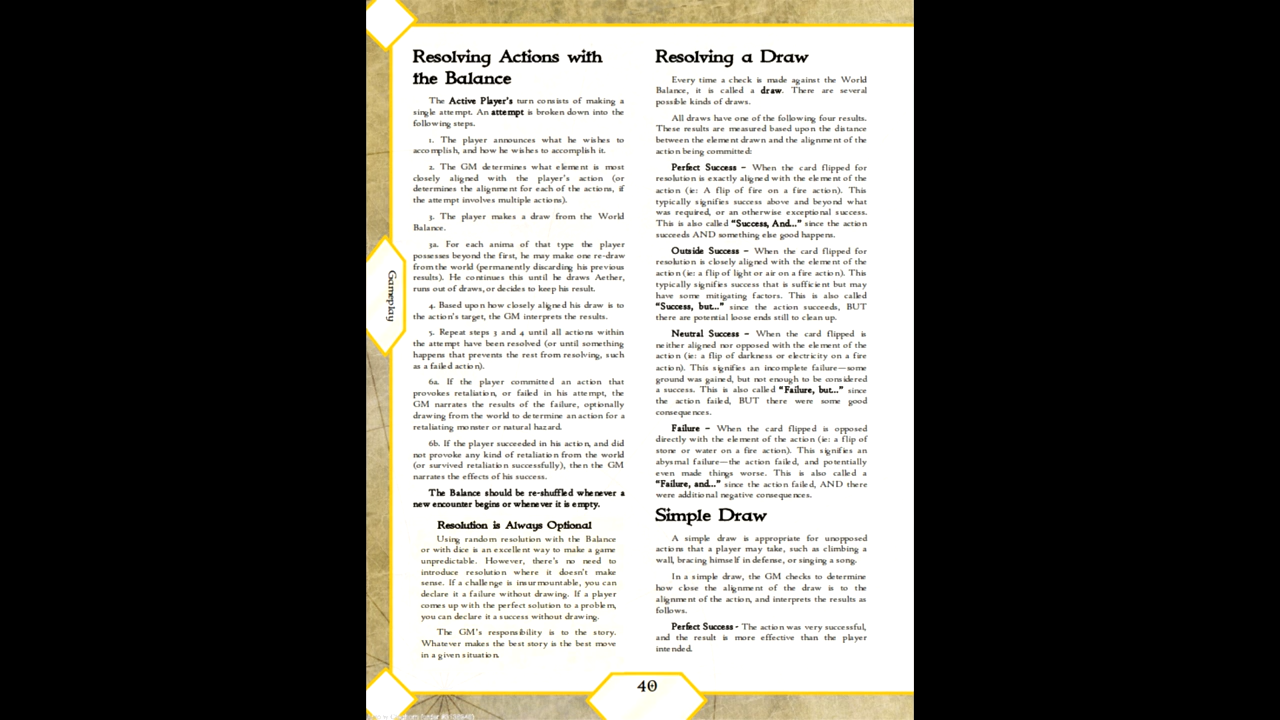 Resolving Actions with
the Balance
The Active Player's turn consists of making a
single attempt. An attempt is broken down into the
following steps.
1. The player announces what he wishes to
accomplish, and how he wishes to accomplish it.
2. The GM determines what element is most
closely aligned with the player's action (or
determines the alignment for each of the actions, if
the attempt involves multiple actions).
3. The player makes a draw from the World
Balance.
3a. For each anima of that type the player
possesses beyond the first, he may make one re-draw
from the world (permanently discarding his previous
results). He continues this until he draws Aether,
runs out of draws, or decides to keep his result.
4. Based upon how closely aligned his draw is to
the action's target, the GM interprets the results.
5. Repeat steps 3 and 4 until all actions within
the attempt have been resolved (or until something
happens that prevents the rest from resolving, such
as a failed action).
6a. If the player committed an action that
provokes retaliation, or failed in his attempt, the
GM narrates the results of the failure, optionally
drawing from the world to determine an action for a
retaliating monster or natural hazard.
6b. If the player succeeded in his action, and did
not provoke any kind of retaliation from the world
(or survived retaliation successfully), then the GM
narrates the effects of his success.
The Balance should be re-shuffled whenever a
new encounter begins or whenever it is empty.
Resolution is Always Optional
Using random resolution with the Balance
or with dice is an excellent way to make a game
unpredictable. However, there's no need to
introduce resolution where it doesn't make
sense. If a challenge is insurmountable, you can
declare it a failure without drawing. If a player
comes up with the perfect solution to a problem,
you can declare it a success without drawing.
The GM's responsibility is to the story.
Whatever makes the best story is the best move
in a given situation.
Resolving a Draw
Every time a check is made against the World
Balance, it is called a draw. There are several
possible kinds of draws.
All draws have one of the following four results.
These results are measured based upon the distance
between the element drawn and the alignment of the
action being committed:
Perfect Success – When the card flipped for
resolution is exactly aligned with the element of the
action (ie: A flip of fire on a fire action). This
typically signifies success above and beyond what
was required, or an otherwise exceptional success.
This is also called "Success, And..." since the action
succeeds AND something else good happens.
Outside Success – When the card flipped for
resolution is closely aligned with the element of the
action (ie: a flip of light or air on a fire action). This
typically signifies success that is sufficient but may
have some mitigating factors. This is also called
"Success, but..." since the action succeeds, BUT
there are potential loose ends still to clean up.
Neutral Success – When the card flipped is
neither aligned nor opposed with the element of the
action (ie: a flip of darkness or electricity on a fire
action). This signifies an incomplete failure—some
ground was gained, but not enough to be considered
a success. This is also called "Failure, but..." since
the action failed, BUT there were some good
consequences.
Failure – When the card flipped is opposed
directly with the element of the action (ie: a flip of
stone or water on a fire action). This signifies an
abysmal failure—the action failed, and potentially
even made things worse. This is also called a
"Failure, and..." since the action failed, AND there
were additional negative consequences.
Simple Draw
A simple draw is appropriate for unopposed
actions that a player may take, such as climbing a
wall, bracing himself in defense, or singing a song.
In a simple draw, the GM checks to determine
how close the alignment of the draw is to the
alignment of the action, and interprets the results as
follows.
Perfect Success - The action was very successful,
and the result is more effective than the player
intended.
Gameplay
40